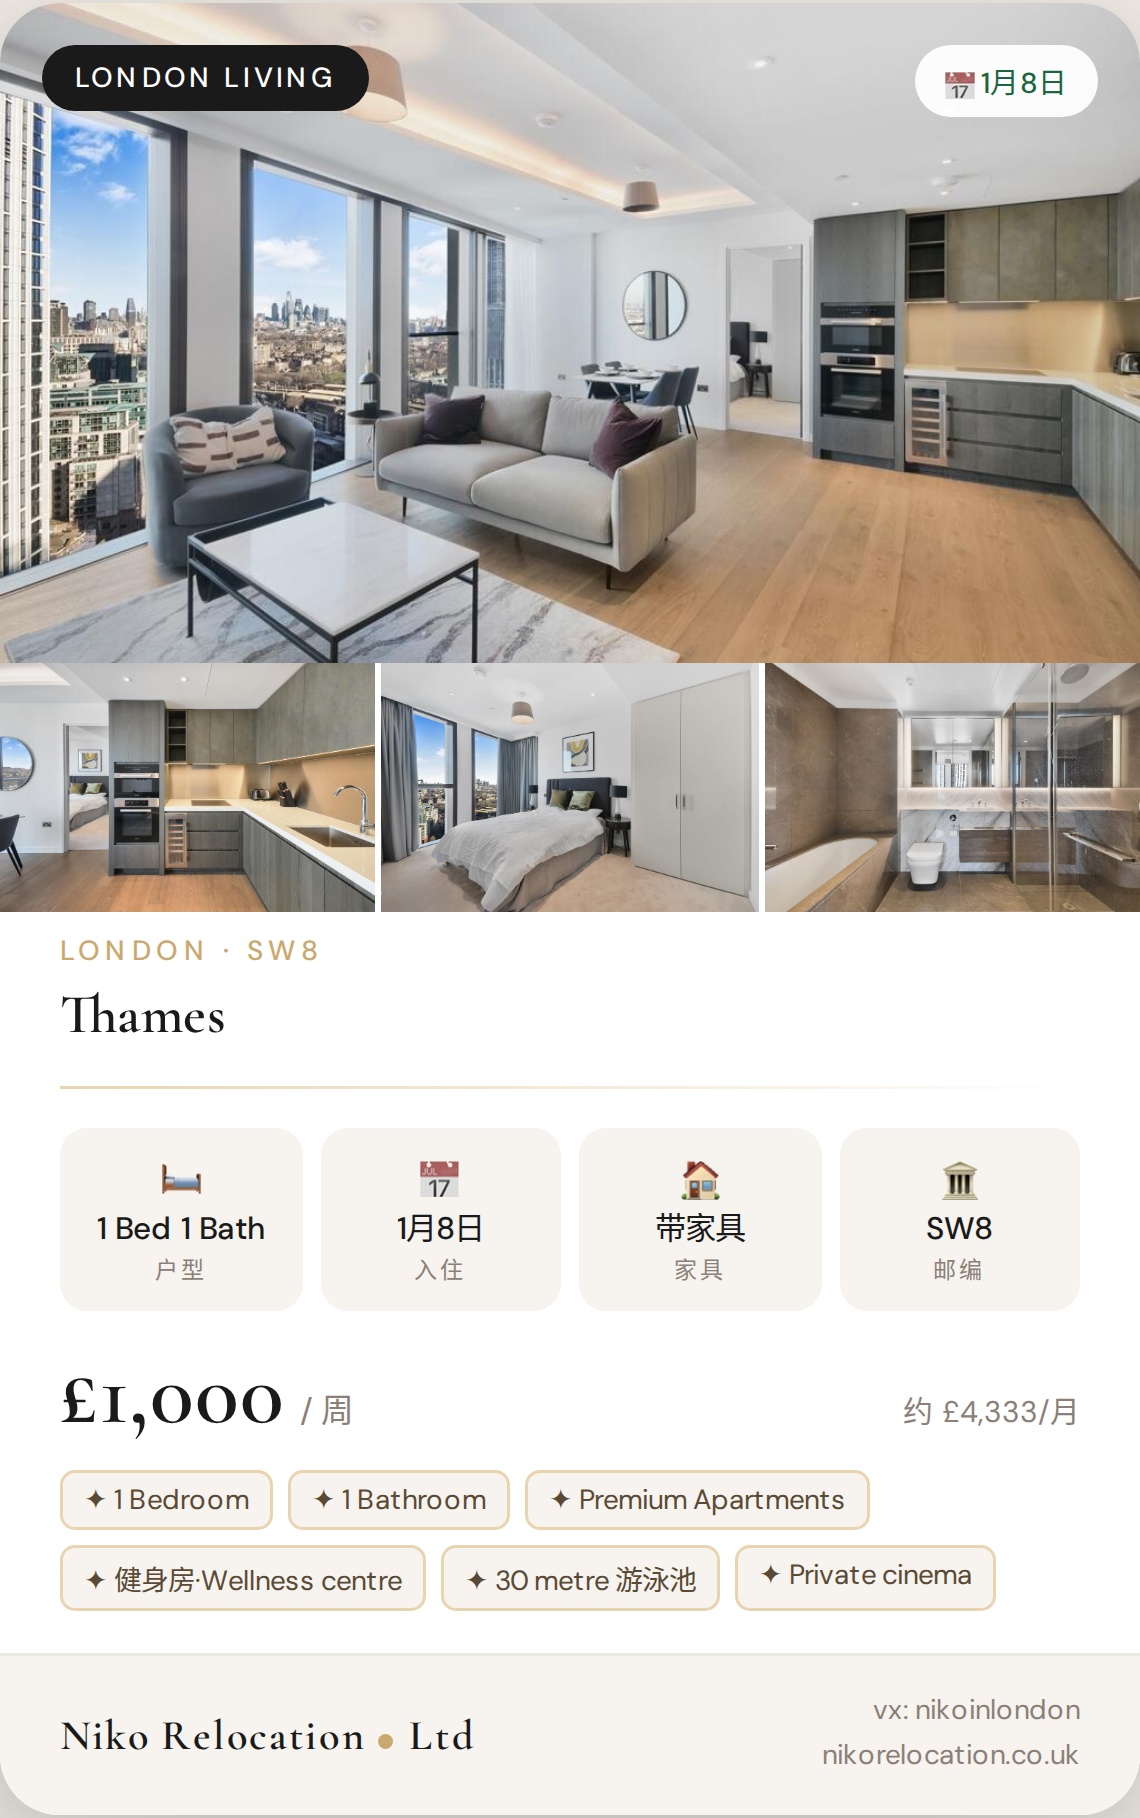 LONDON LIVING
1月8日
LONDON · SW8
Thames
1 Bed 1 Bath
户型
1月8日
入住
带家具
家具
SW8
邮编
£1,000 / 周
约 £4,333/月
✦ 1 Bedroom
✦ 1 Bathroom
✦ Premium Apartments
✦ 健身房·Wellness centre
✦ 30 metre 游泳池
✦ Private cinema
Niko Relocation • Ltd
vx: nikoinlondon
nikorelocation.co.uk